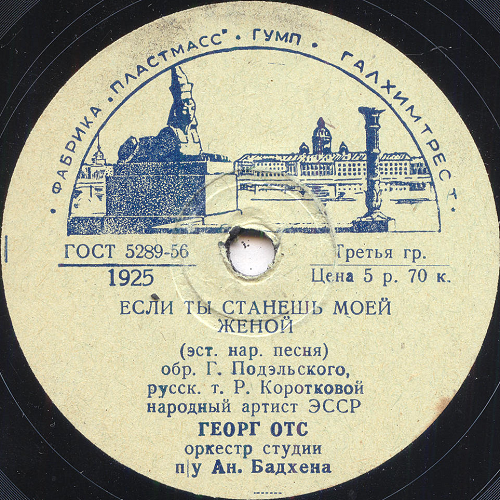 • ФАБРИКА „ПЛАСТМАСС" • ГУМП • ГАЛХИМТРЕСТ •
ГОСТ 5289-56
Третья гр.
1925
Цена 5 р. 70 к.
ЕСЛИ ТЫ СТАНЕШЬ МОЕЙ
ЖЕНОЙ
(эст. нар. песня)
обр. Г. Подэльского,
русск. т. Р. Коротковой
народный артист ЭССР
ГЕОРГ ОТС
оркестр студии
п/у Ан. Бадхена